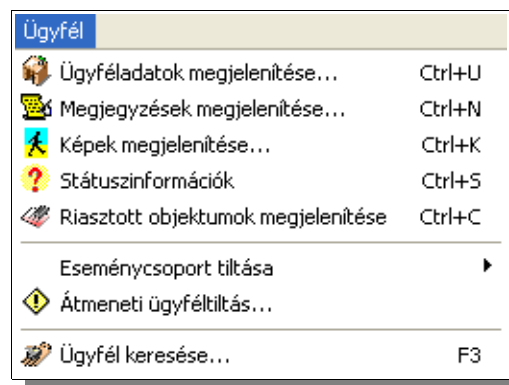 Ügyfél
Ügyféladatok megjelenítése... Ctrl+U
Megjegyzések megjelenítése... Ctrl+N
Képek megjelenítése... Ctrl+K
Státuszinformációk Ctrl+S
Riasztott objektumok megjelenítése Ctrl+C
Eseménycsoport tiltása
Átmeneti ügyféltiltás...
Ügyfél keresése... F3